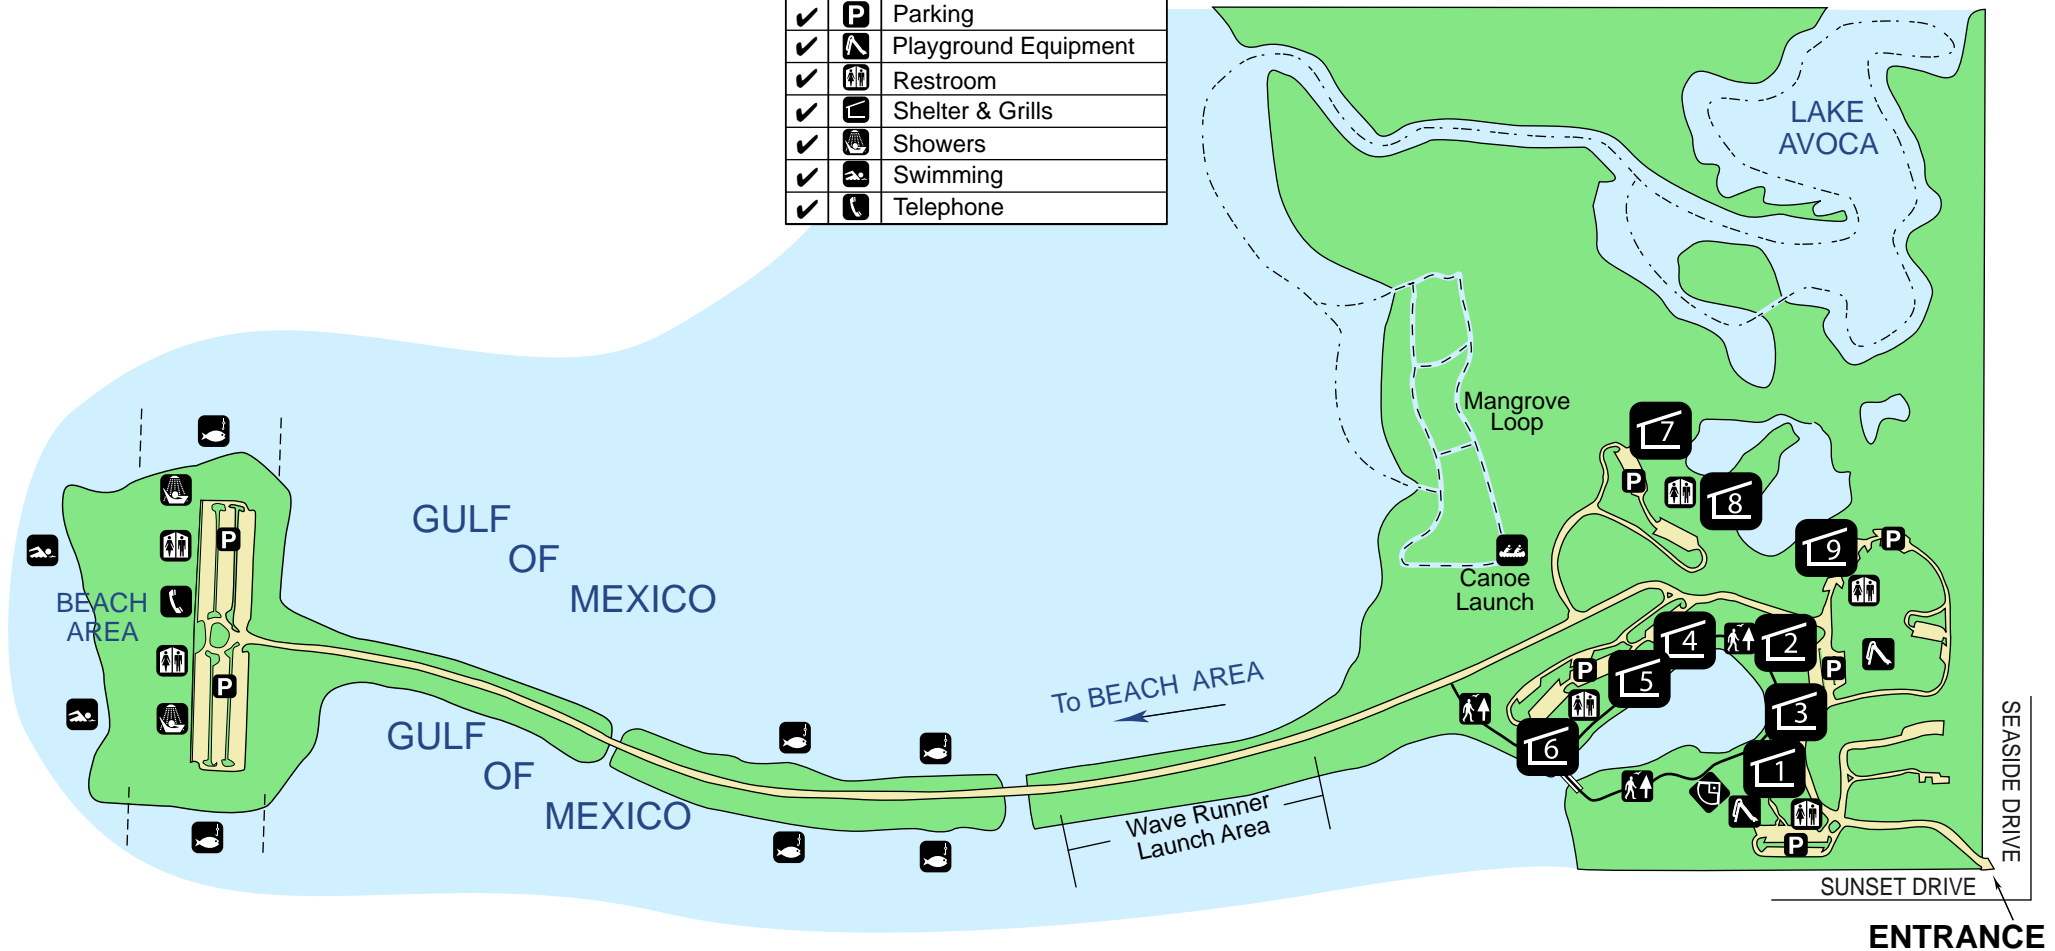 ✔ P Parking
✔ Playground Equipment
✔ Restroom
✔ Shelter & Grills
✔ Showers
✔ Swimming
✔ Telephone
LAKE
AVOCA
Mangrove
Loop
7
P
8
9
P
Canoe
Launch
GULF
OF
MEXICO
P
BEACH
AREA
P
4
2
P
5
P
3
6
1
P
To BEACH AREA
GULF
OF
MEXICO
Wave Runner
Launch Area
SEASIDE DRIVE
SUNSET DRIVE
ENTRANCE